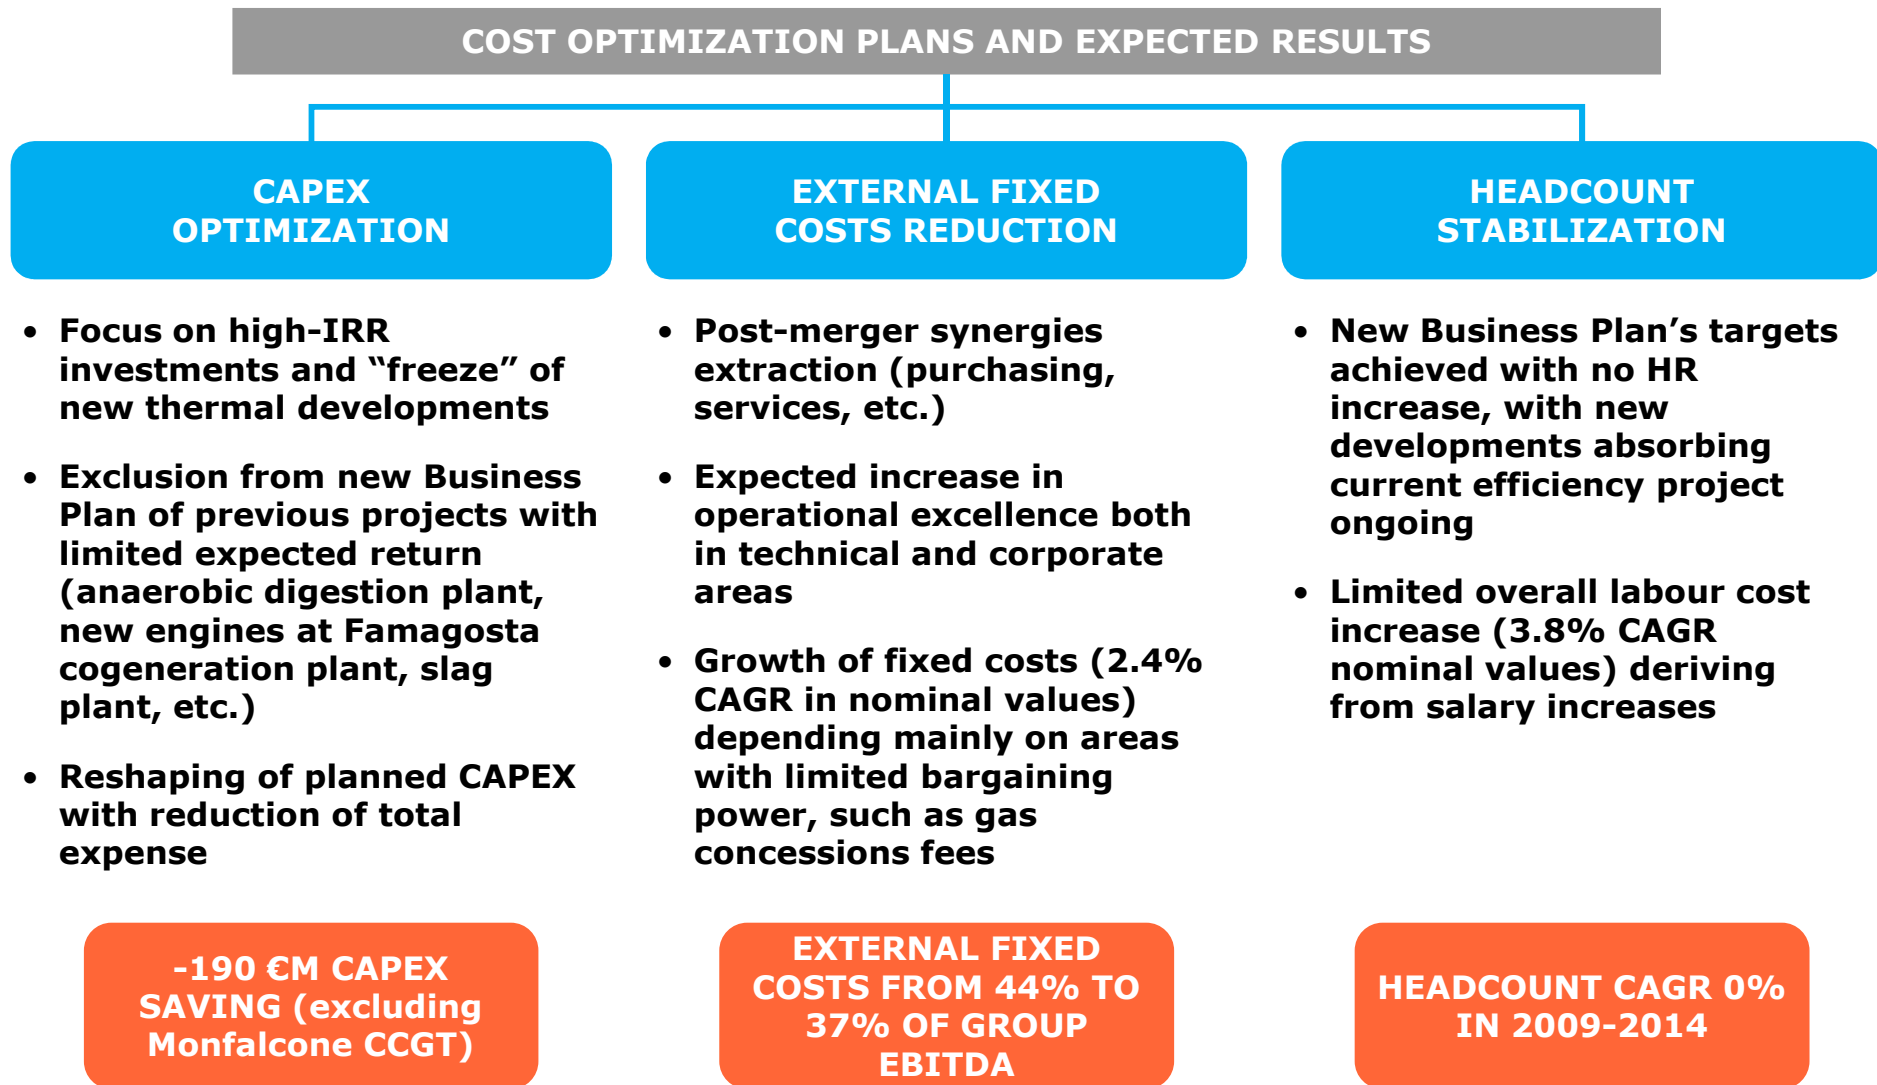 COST OPTIMIZATION PLANS AND EXPECTED RESULTS
CAPEX
OPTIMIZATION
• Focus on high-IRR
investments and “freeze” of
new thermal developments
• Exclusion from new Business
Plan of previous projects with
limited expected return
(anaerobic digestion plant,
new engines at Famagosta
cogeneration plant, slag
plant, etc.)
• Reshaping of planned CAPEX
with reduction of total
expense
-190 €M CAPEX
SAVING (excluding
Monfalcone CCGT)
EXTERNAL FIXED
COSTS REDUCTION
• Post-merger synergies
extraction (purchasing,
services, etc.)
• Expected increase in
operational excellence both
in technical and corporate
areas
• Growth of fixed costs (2.4%
CAGR in nominal values)
depending mainly on areas
with limited bargaining
power, such as gas
concessions fees
EXTERNAL FIXED
COSTS FROM 44% TO
37% OF GROUP
EBITDA
HEADCOUNT
STABILIZATION
• New Business Plan’s targets
achieved with no HR
increase, with new
developments absorbing
current efficiency project
ongoing
• Limited overall labour cost
increase (3.8% CAGR
nominal values) deriving
from salary increases
HEADCOUNT CAGR 0%
IN 2009-2014